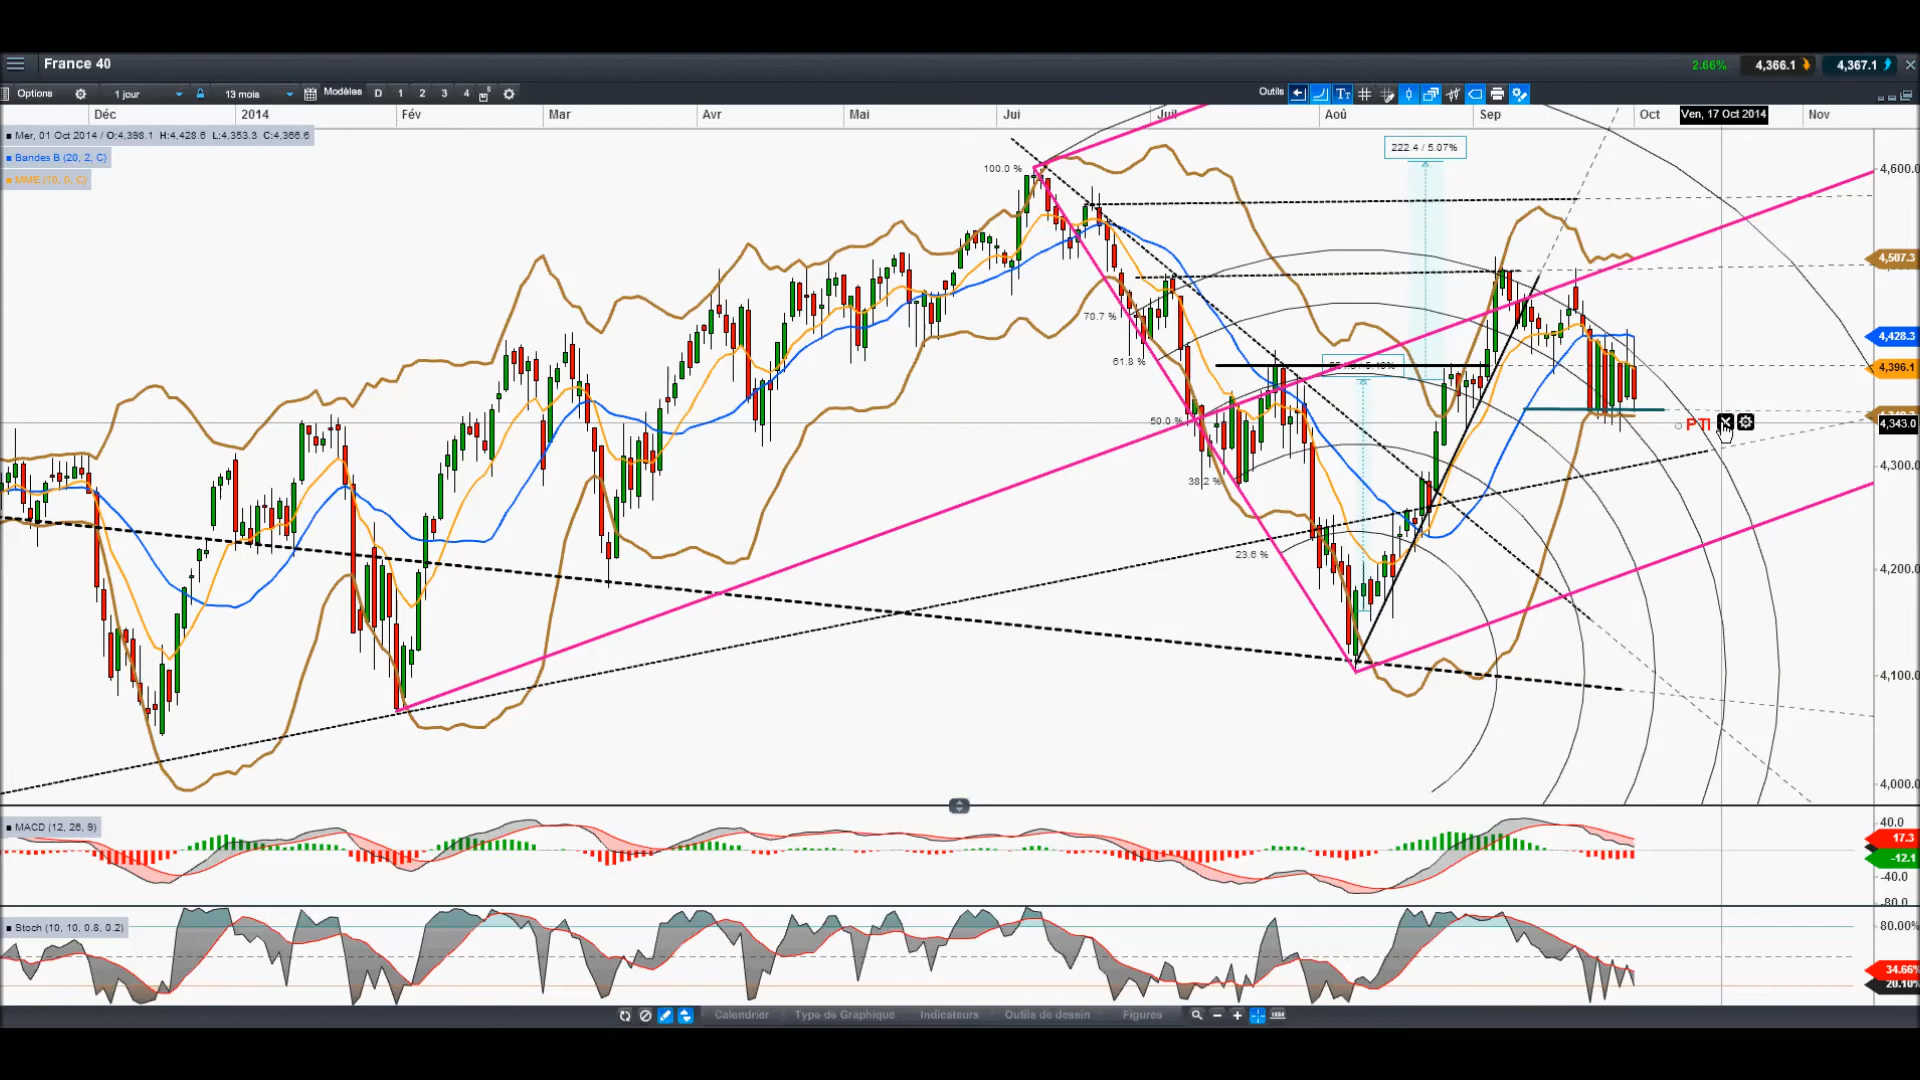 France 40
2.66% 4,366.1 4,367.1
Options 1 jour 13 mois Modèles D 1 2 3 4 Outils
Déc 2014 Fév Mar Avr Mai Jui Juil Aoû Sep Oct Ven, 17 Oct 2014 Nov
Mer, 01 Oct 2014 / O:4,398.1 H:4,428.6 L:4,353.3 C:4,366.6
Bandes B (20, 2, C)
MME (10, 0, C)
222.4 / 5.07%
100.0 %
70.7 %
61.8 %
50.0 %
38.2 %
23.6 %
PTI
4,600.0
4,507.3
4,428.3
4,396.1
4,343.0
4,300.0
4,200.0
4,100.0
4,000.0
MACD (12, 26, 9)
40.0
17.3
-12.1
-40.0
-80.0
Stoch (10, 10, 0.8, 0.2)
80.00%
34.66%
20.10%
Calendrier Type de Graphique Indicateurs Outils de dessin Figures